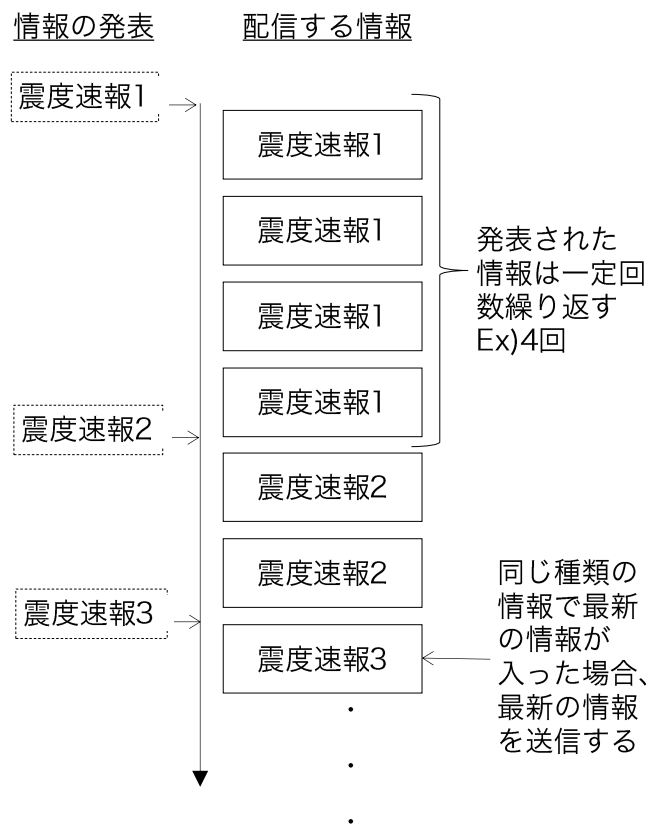 情報の発表
配信する情報
震度速報1
震度速報1
震度速報1
発表された
情報は一定回
数繰り返す
Ex)4回
震度速報1
震度速報1
震度速報2
震度速報2
震度速報2
震度速報3
震度速報3
同じ種類の
情報で最新
の情報が
入った場合、
最新の情報
を送信する